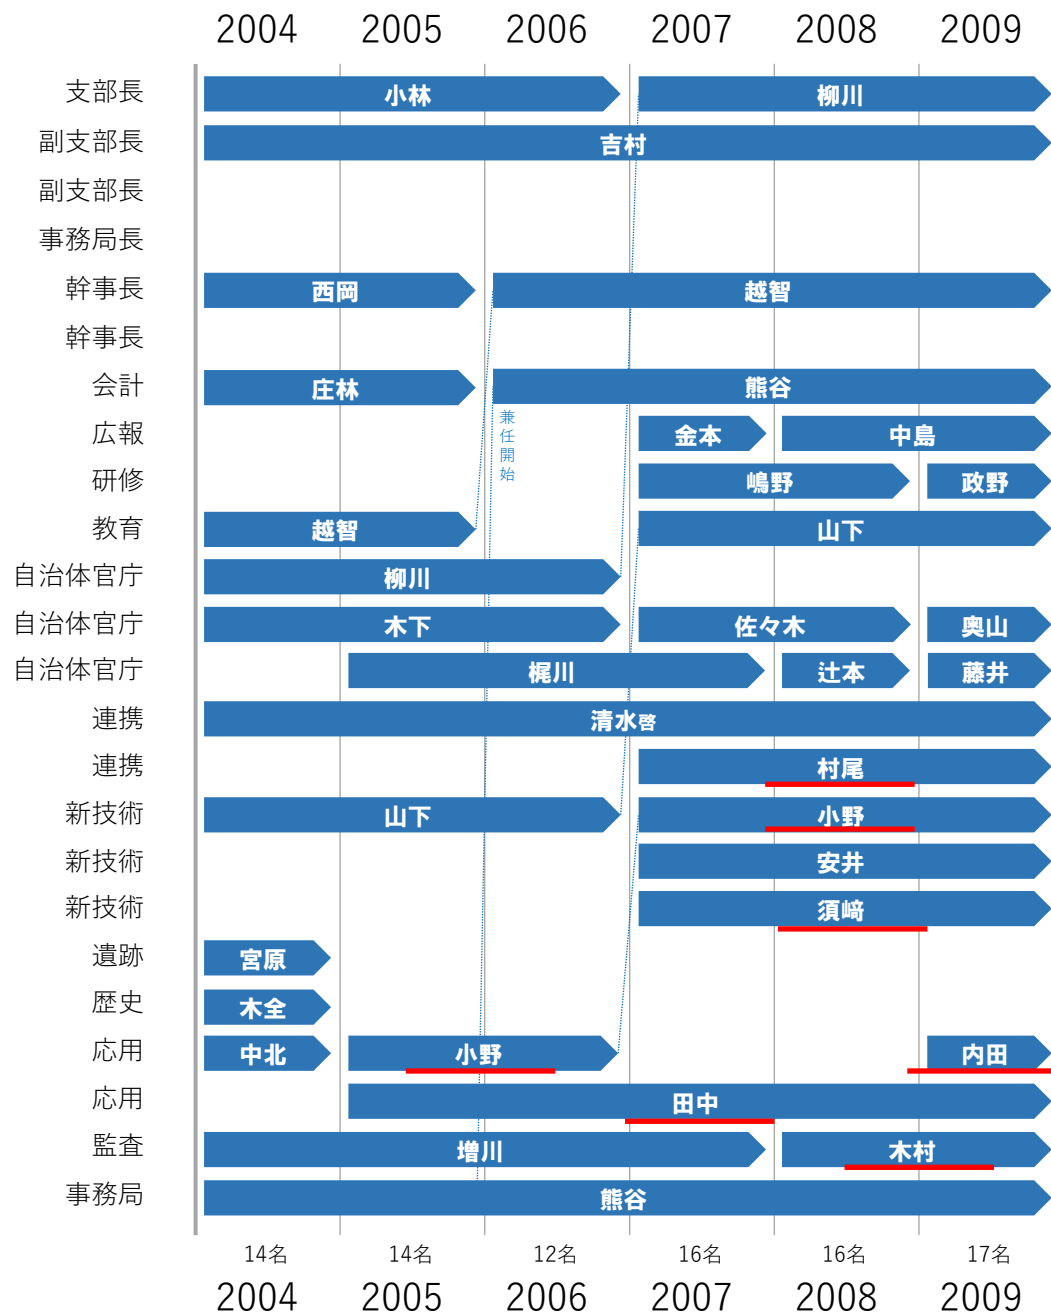 2004 2005 2006 2007 2008 2009
支部長 小林 柳川
副支部長 吉村
副支部長
事務局長
幹事長 西岡 越智
幹事長
会計 庄林 熊谷
兼任開始
広報 金本 中島
研修 嶋野 政野
教育 越智 山下
自治体官庁 柳川
自治体官庁 木下 佐々木 奥山
自治体官庁 梶川 辻本 藤井
連携 清水啓
連携 村尾
新技術 山下 小野
新技術 安井
新技術 須﨑
遺跡 宮原
歴史 木全
応用 中北 小野 内田
応用 田中
監査 増川 木村
事務局 熊谷
14名 14名 12名 16名 16名 17名
2004 2005 2006 2007 2008 2009